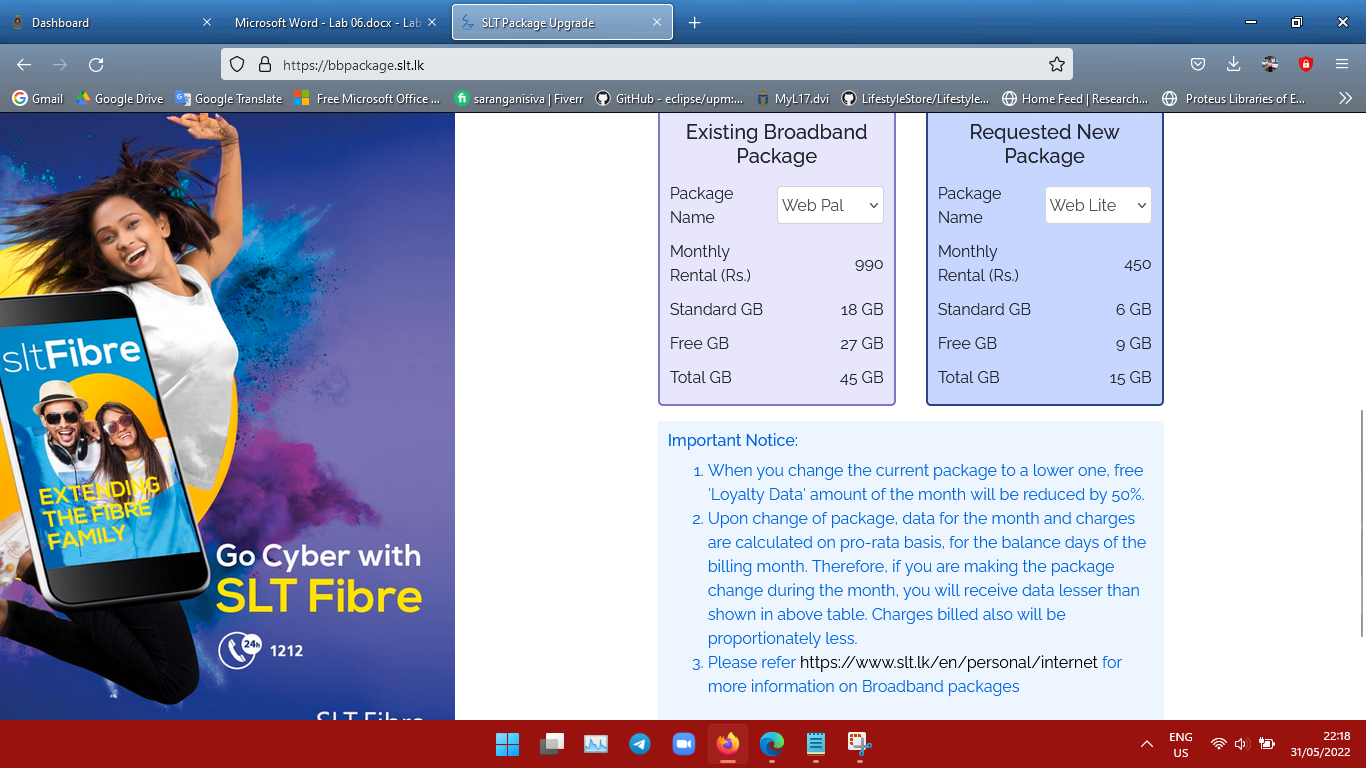 Dashboard
Microsoft Word - Lab 06.docx - Lab
SLT Package Upgrade
https://bbpackage.slt.lk
Gmail
Google Drive
Google Translate
Free Microsoft Office ...
saranganisiva | Fiverr
GitHub - eclipse/upm:...
MyL17.dvi
LifestyleStore/Lifestyle...
Home Feed | Research...
Proteus Libraries of E...
sltFibre
EXTENDING
THE FIBRE
FAMILY
Go Cyber with
SLT Fibre
24h
1212
SLT Fibre
Existing Broadband
Package
Package
Name
Web Pal
Monthly
Rental (Rs.)
990
Standard GB 18 GB
Free GB 27 GB
Total GB 45 GB
Requested New
Package
Package
Name
Web Lite
Monthly
Rental (Rs.)
450
Standard GB 6 GB
Free GB 9 GB
Total GB 15 GB
Important Notice:
1. When you change the current package to a lower one, free
'Loyalty Data' amount of the month will be reduced by 50%.
2. Upon change of package, data for the month and charges
are calculated on pro-rata basis, for the balance days of the
billing month. Therefore, if you are making the package
change during the month, you will receive data lesser than
shown in above table. Charges billed also will be
proportionately less.
3. Please refer https://www.slt.lk/en/personal/internet for
more information on Broadband packages
ENG
US
22:18
31/05/2022